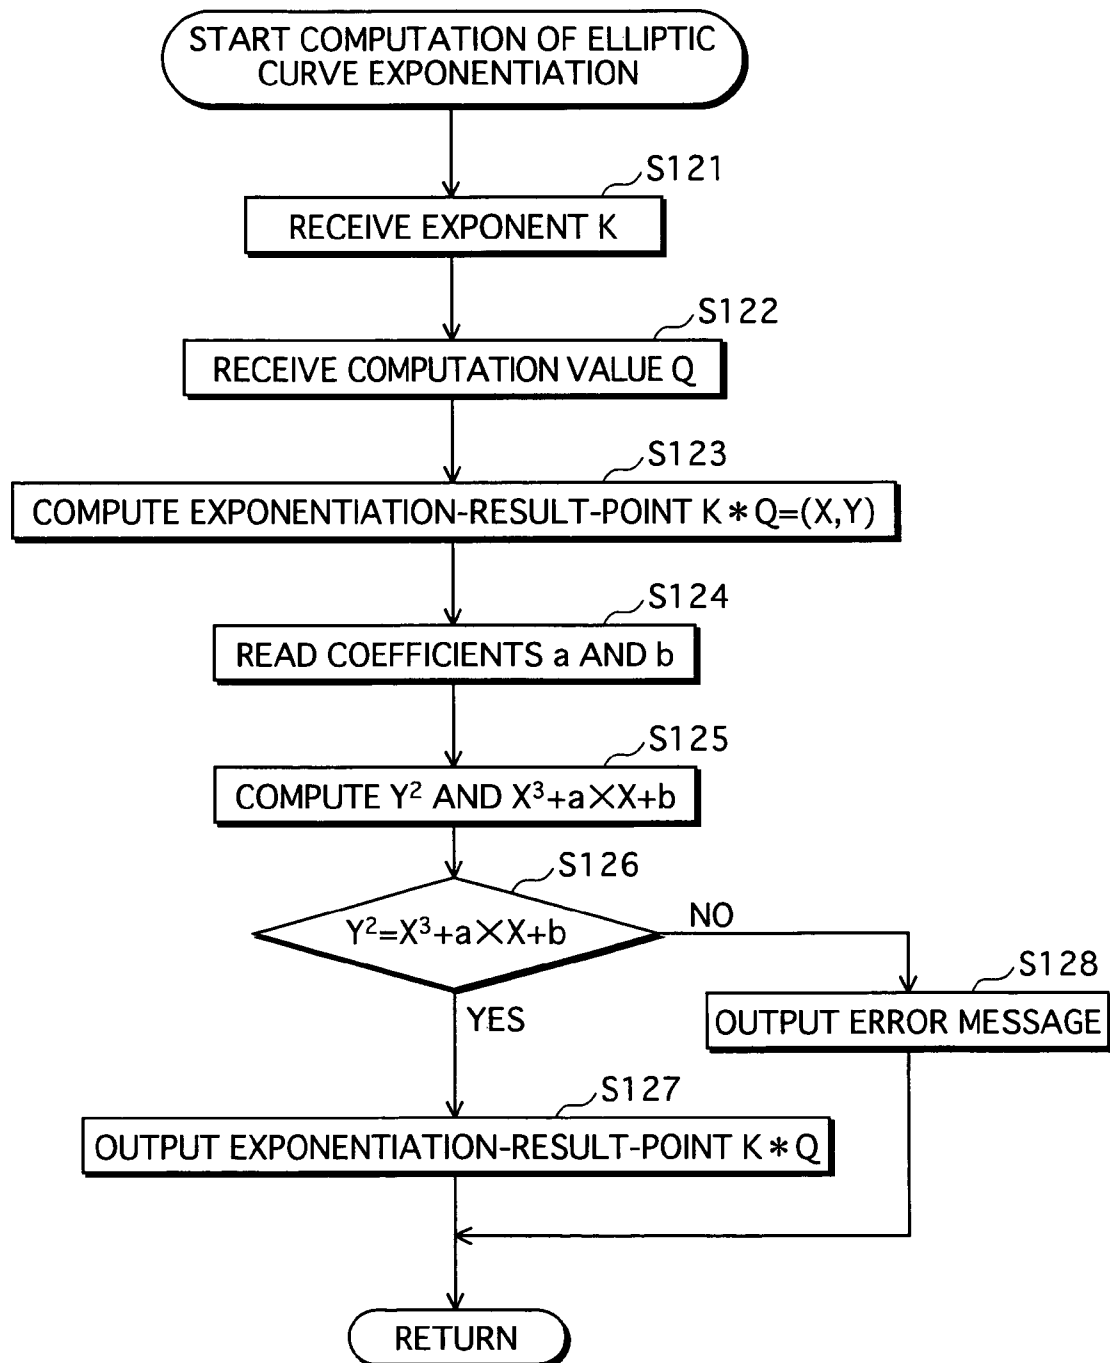 START COMPUTATION OF ELLIPTIC
CURVE EXPONENTIATION
S121
RECEIVE EXPONENT K
S122
RECEIVE COMPUTATION VALUE Q
S123
COMPUTE EXPONENTIATION-RESULT-POINT K*Q=(X,Y)
S124
READ COEFFICIENTS a AND b
S125
COMPUTE Y² AND X³+a×X+b
S126
Y²=X³+a×X+b
NO
S128
OUTPUT ERROR MESSAGE
YES
S127
OUTPUT EXPONENTIATION-RESULT-POINT K*Q
RETURN